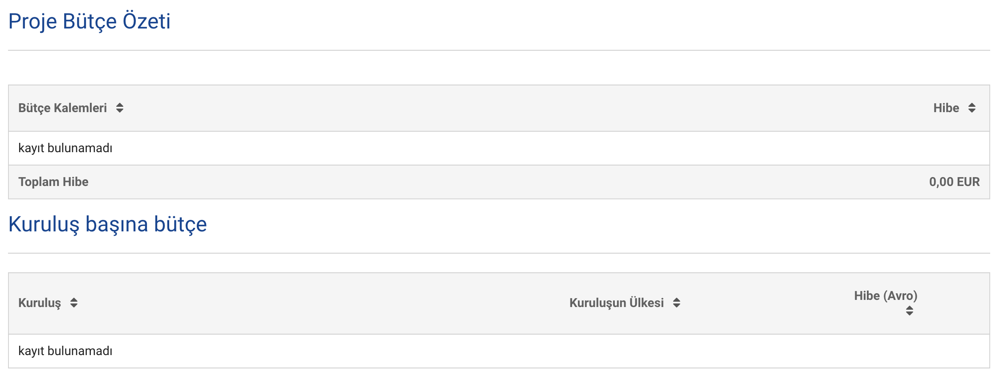 Proje Bütçe Özeti
Bütçe Kalemleri Hibe
kayıt bulunamadı
Toplam Hibe 0,00 EUR
Kuruluş başına bütçe
Kuruluş Kuruluşun Ülkesi Hibe (Avro)
kayıt bulunamadı